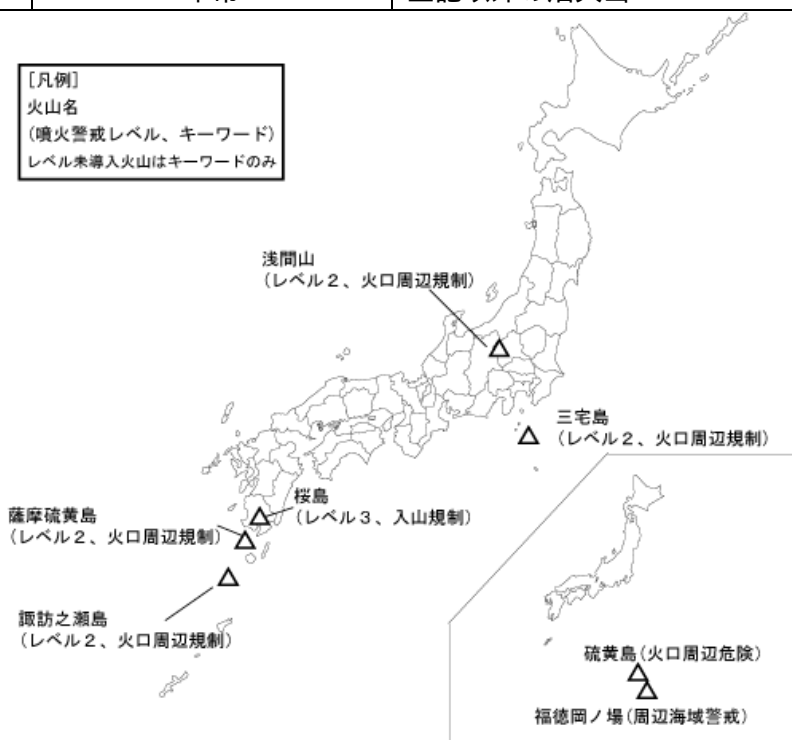 [凡例]
火山名
(噴火警戒レベル、キーワード)
レベル未導入火山はキーワードのみ
浅間山
(レベル２、火口周辺規制)
三宅島
(レベル２、火口周辺規制)
桜島
(レベル３、入山規制)
薩摩硫黄島
(レベル２、火口周辺規制)
諏訪之瀬島
(レベル２、火口周辺規制)
硫黄島(火口周辺危険)
福徳岡ノ場(周辺海域警戒)